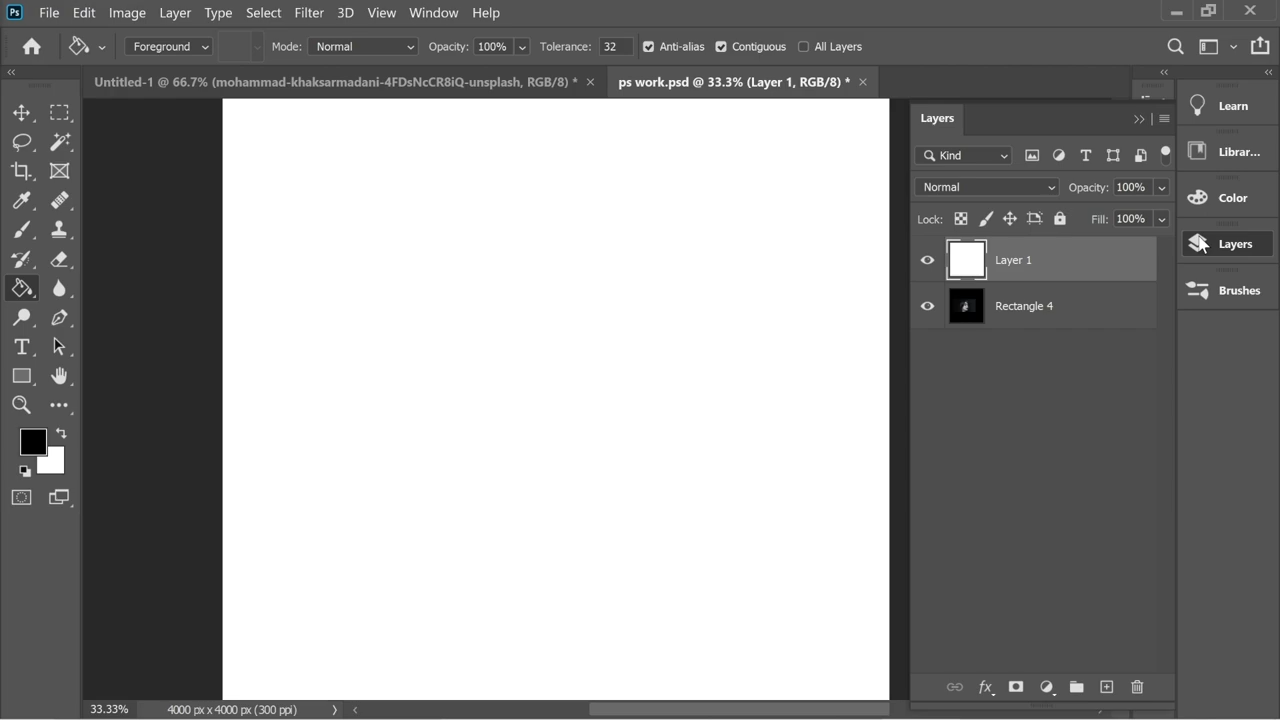 Ps File Edit Image Layer Type Select Filter 3D View Window Help
Foreground Mode: Normal Opacity: 100% Tolerance: 32 Anti-alias Contiguous All Layers
Untitled-1 @ 66.7% (mohammad-khaksarmadani-4FDsNcCR8iQ-unsplash, RGB/8) * ps work.psd @ 33.3% (Layer 1, RGB/8) *
Learn
Layers
Kind
Librar...
Normal Opacity: 100%
Color
Lock: Fill: 100%
Layers
Layer 1
Brushes
Rectangle 4
T
fx
33.33% 4000 px x 4000 px (300 ppi)